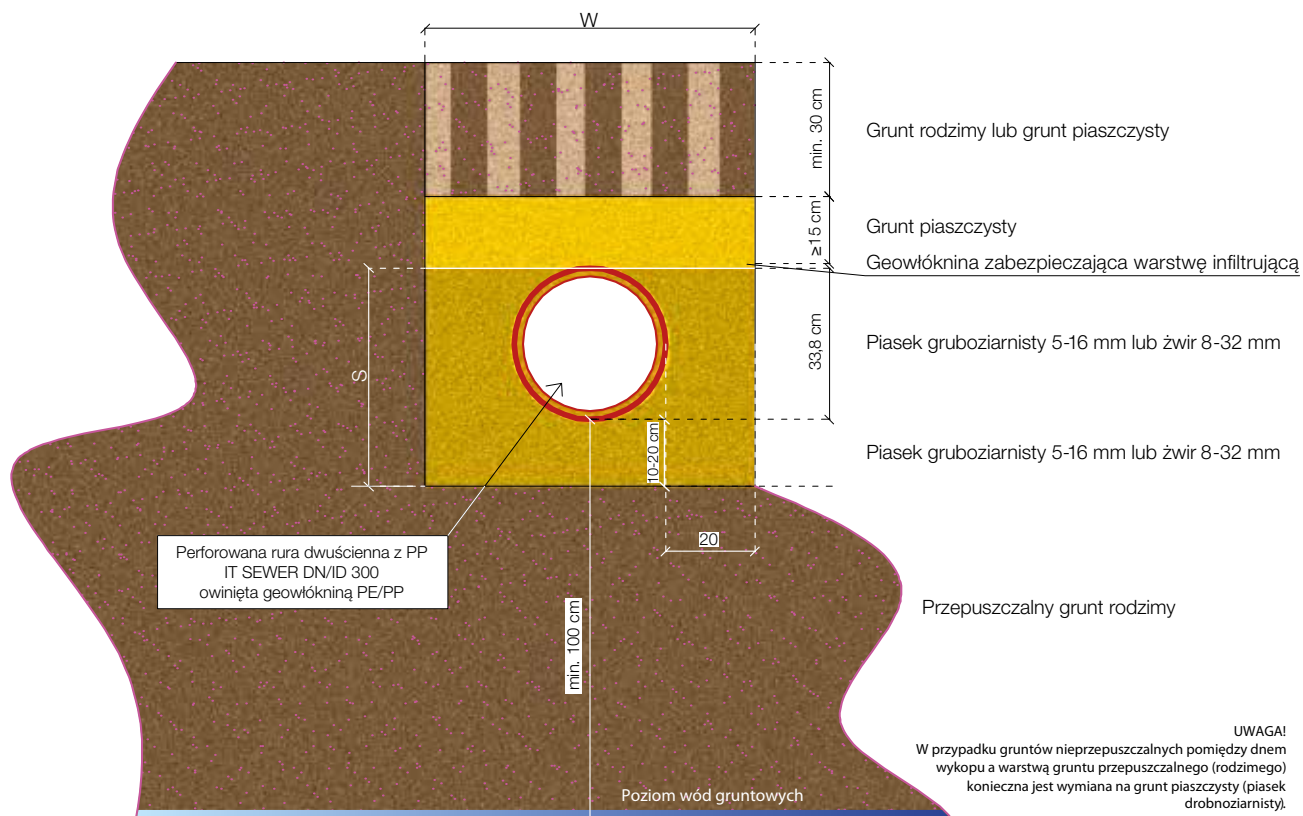 W
min. 30 cm
Grunt rodzimy lub grunt piaszczysty
≥15 cm
Grunt piaszczysty
Geowłóknina zabezpieczająca warstwę infiltrującą
33,8 cm
Piasek gruboziarnisty 5-16 mm lub żwir 8-32 mm
S
10-20 cm
Piasek gruboziarnisty 5-16 mm lub żwir 8-32 mm
20
Perforowana rura dwuścienna z PP
IT SEWER DN/ID 300
owinięta geowłókniną PE/PP
min. 100 cm
Przepuszczalny grunt rodzimy
UWAGA!
W przypadku gruntów nieprzepuszczalnych pomiędzy dnem
wykopu a warstwą gruntu przepuszczalnego (rodzimego)
konieczna jest wymiana na grunt piaszczysty (piasek
drobnoziarnisty).
Poziom wód gruntowych